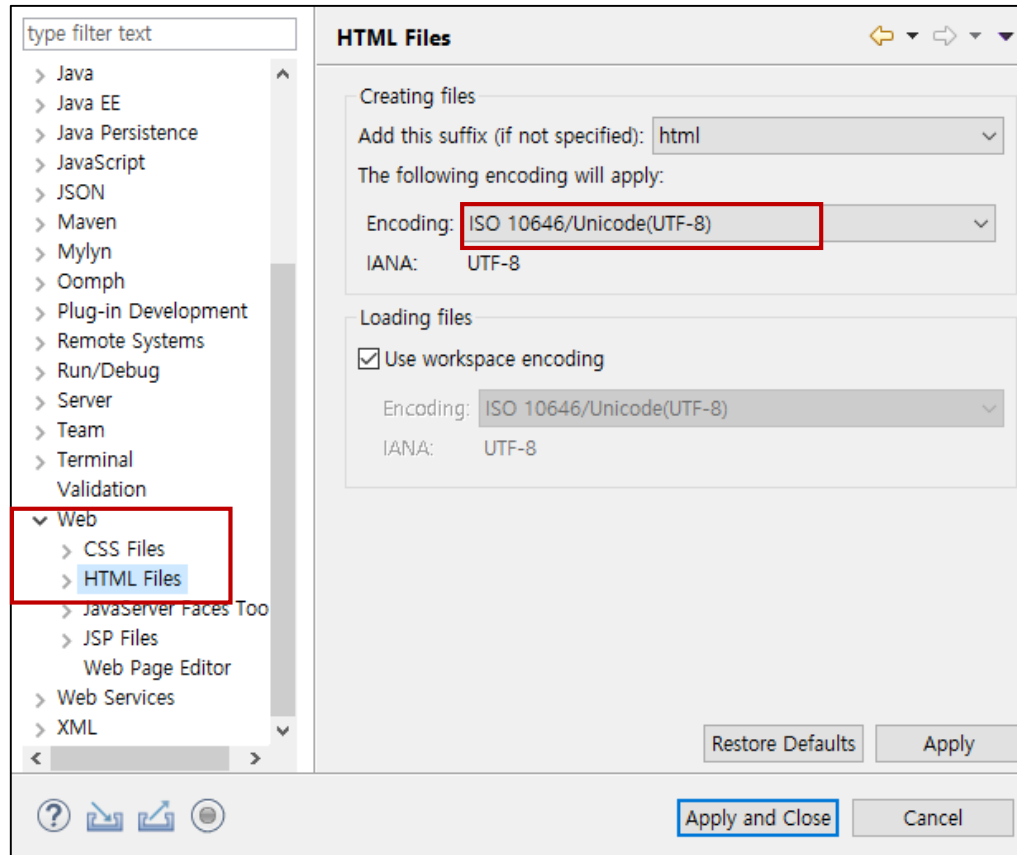 type filter text
Java
Java EE
Java Persistence
JavaScript
JSON
Maven
Mylyn
Oomph
Plug-in Development
Remote Systems
Run/Debug
Server
Team
Terminal
Validation
Web
CSS Files
HTML Files
JavaServer Faces Too
JSP Files
Web Page Editor
Web Services
XML
HTML Files
Creating files
Add this suffix (if not specified): html
The following encoding will apply:
Encoding: ISO 10646/Unicode(UTF-8)
IANA: UTF-8
Loading files
Use workspace encoding
Encoding: ISO 10646/Unicode(UTF-8)
IANA: UTF-8
Restore Defaults Apply
? Apply and Close Cancel